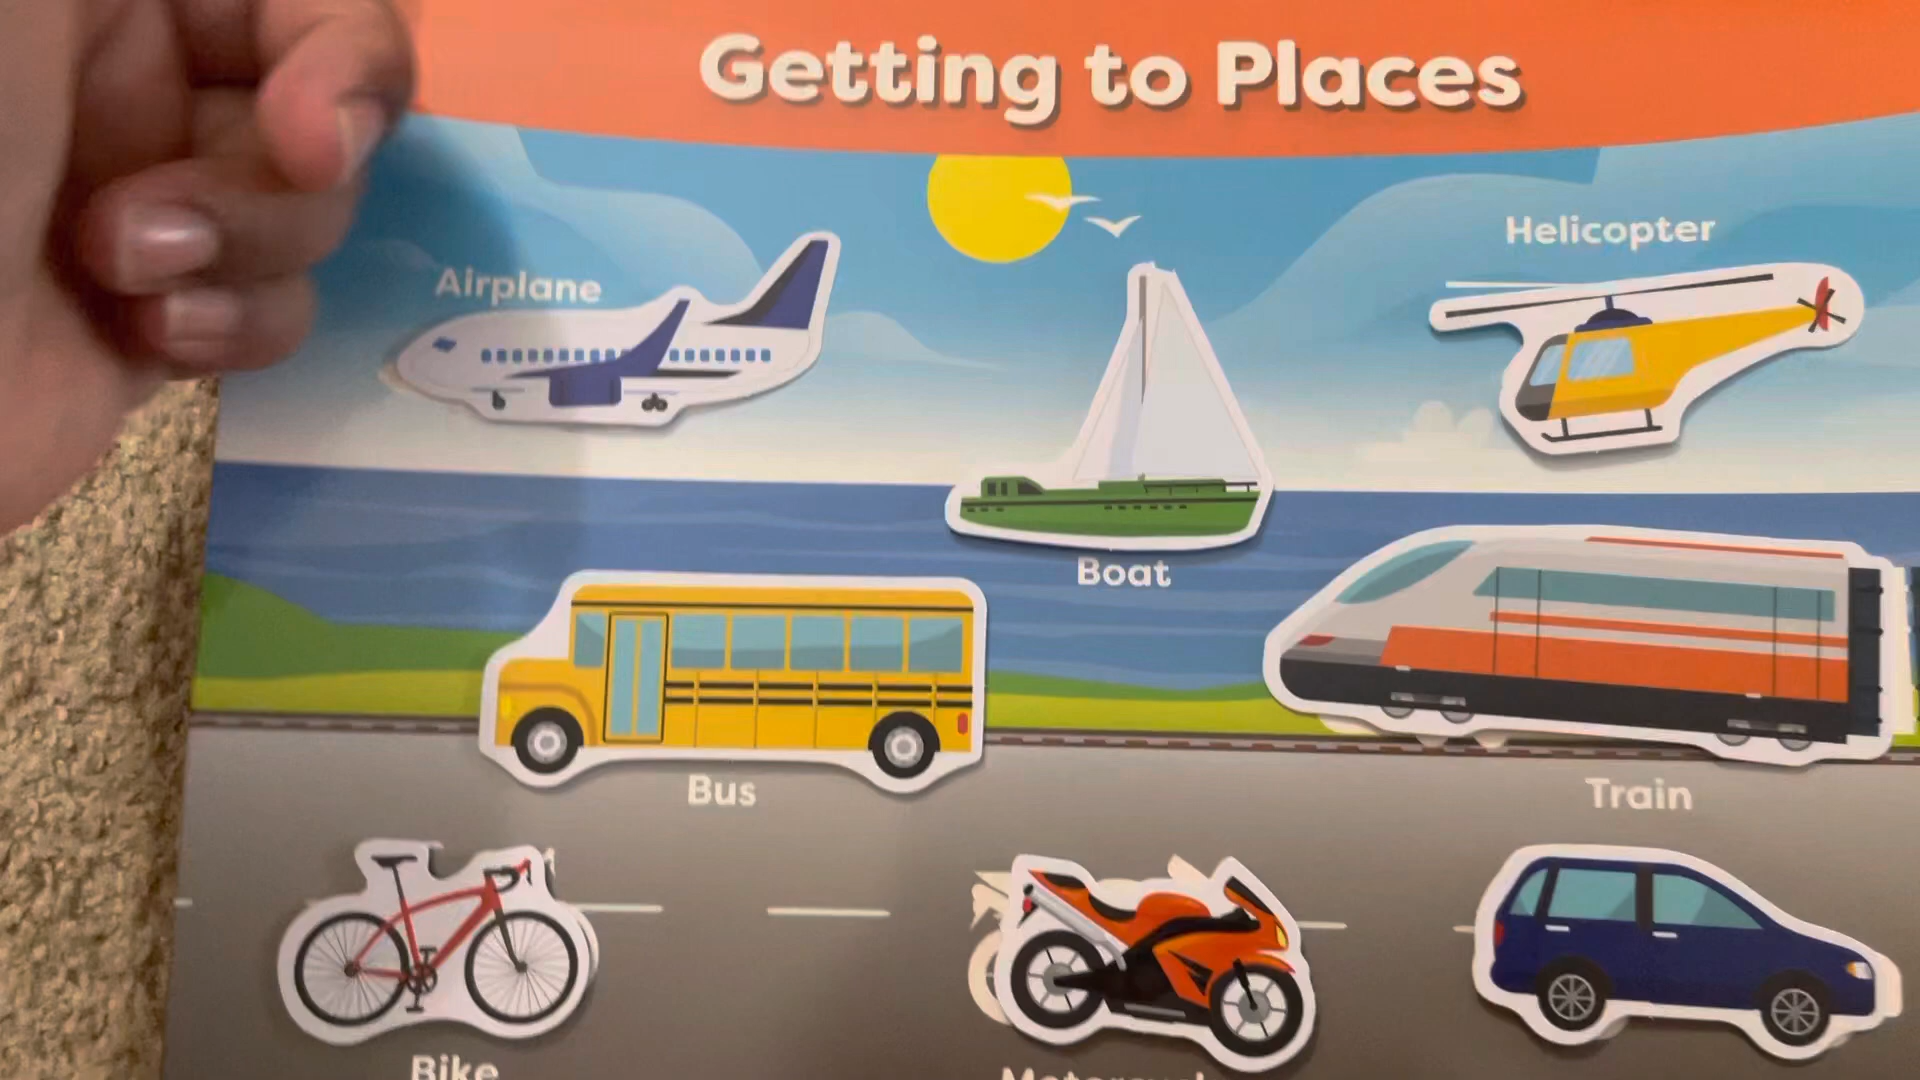 Getting to Places
Helicopter
Airplane
Boat
Bus
Train
Bike